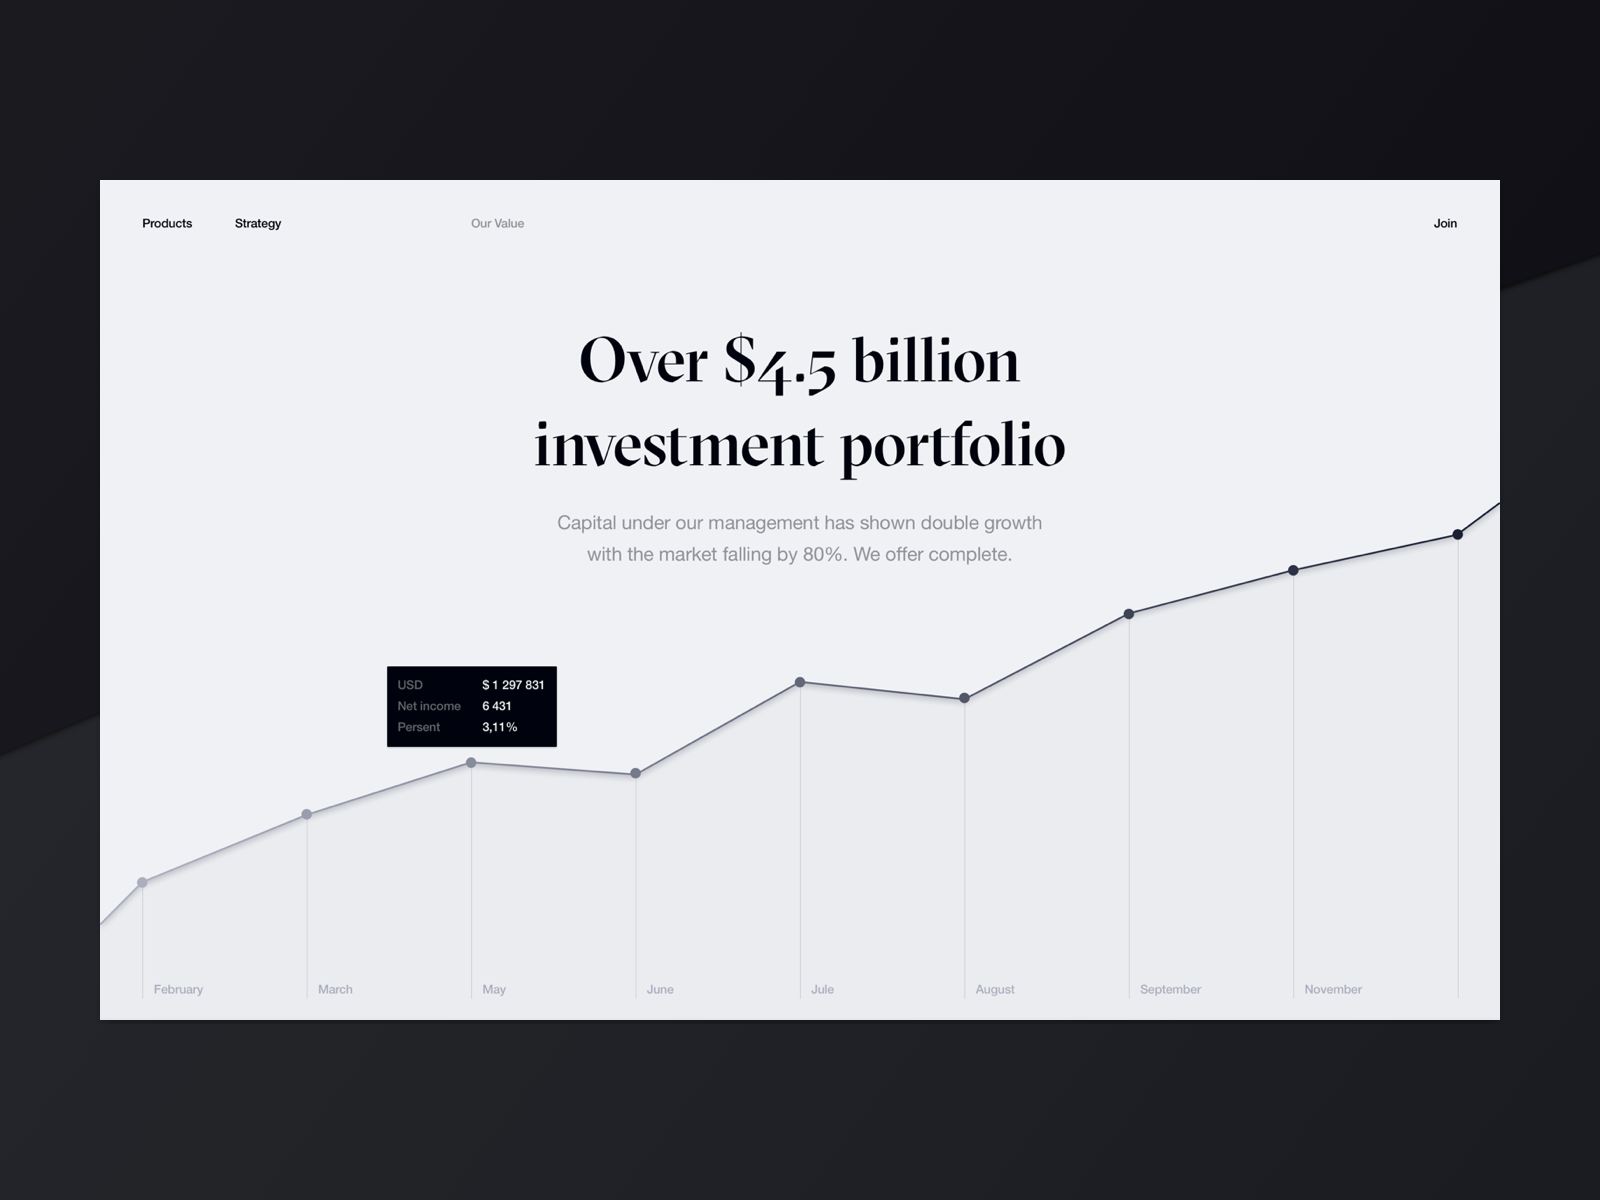 Products
Strategy
Our Value
Join
Over $4.5 billion
investment portfolio
Capital under our management has shown double growth
with the market falling by 80%. We offer complete.
USD $ 1 297 831
Net income 6 431
Persent 3,11%
February
March
May
June
Jule
August
September
November